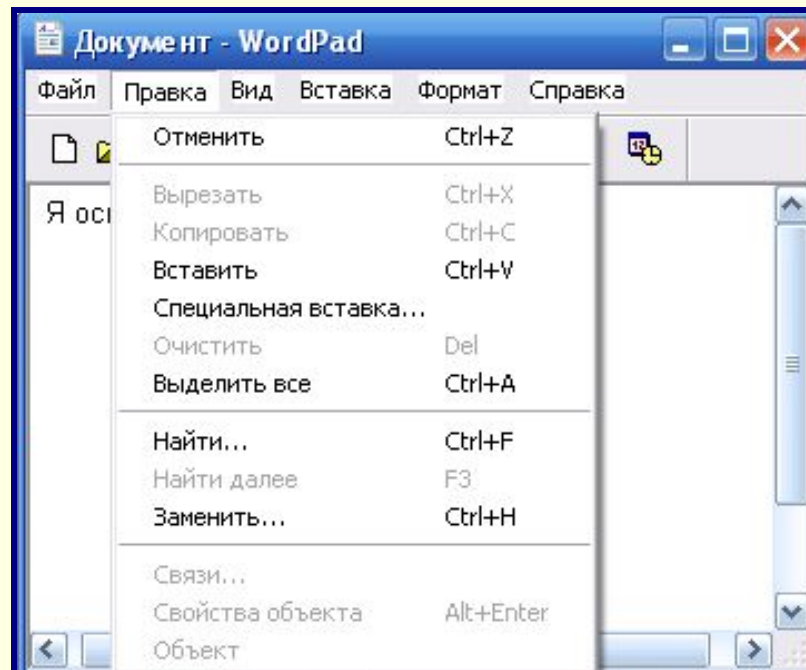 Документ - WordPad
Файл Правка Вид Вставка Формат Справка
Отменить Ctrl+Z
Вырезать Ctrl+X
Копировать Ctrl+C
Вставить Ctrl+V
Специальная вставка...
Очистить Del
Выделить все Ctrl+A
Найти... Ctrl+F
Найти далее F3
Заменить... Ctrl+H
Связи...
Свойства объекта Alt+Enter
Объект
Я